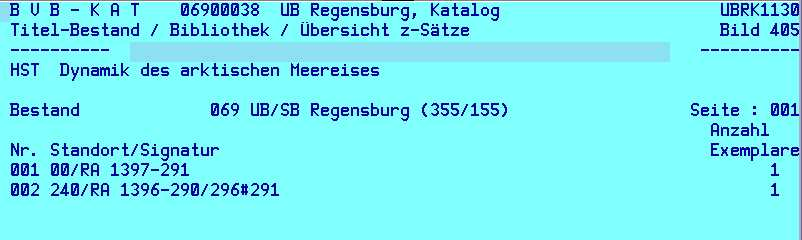 B V B - K A T 06900038 UB Regensburg, Katalog UBRK1130
Titel-Bestand / Bibliothek / Übersicht z-Sätze Bild 405
---------- ----------
HST Dynamik des arktischen Meereises
Bestand 069 UB/SB Regensburg (355/155) Seite : 001
Anzahl
Nr. Standort/Signatur Exemplare
001 00/RA 1397-291 1
002 240/RA 1396-290/296#291 1